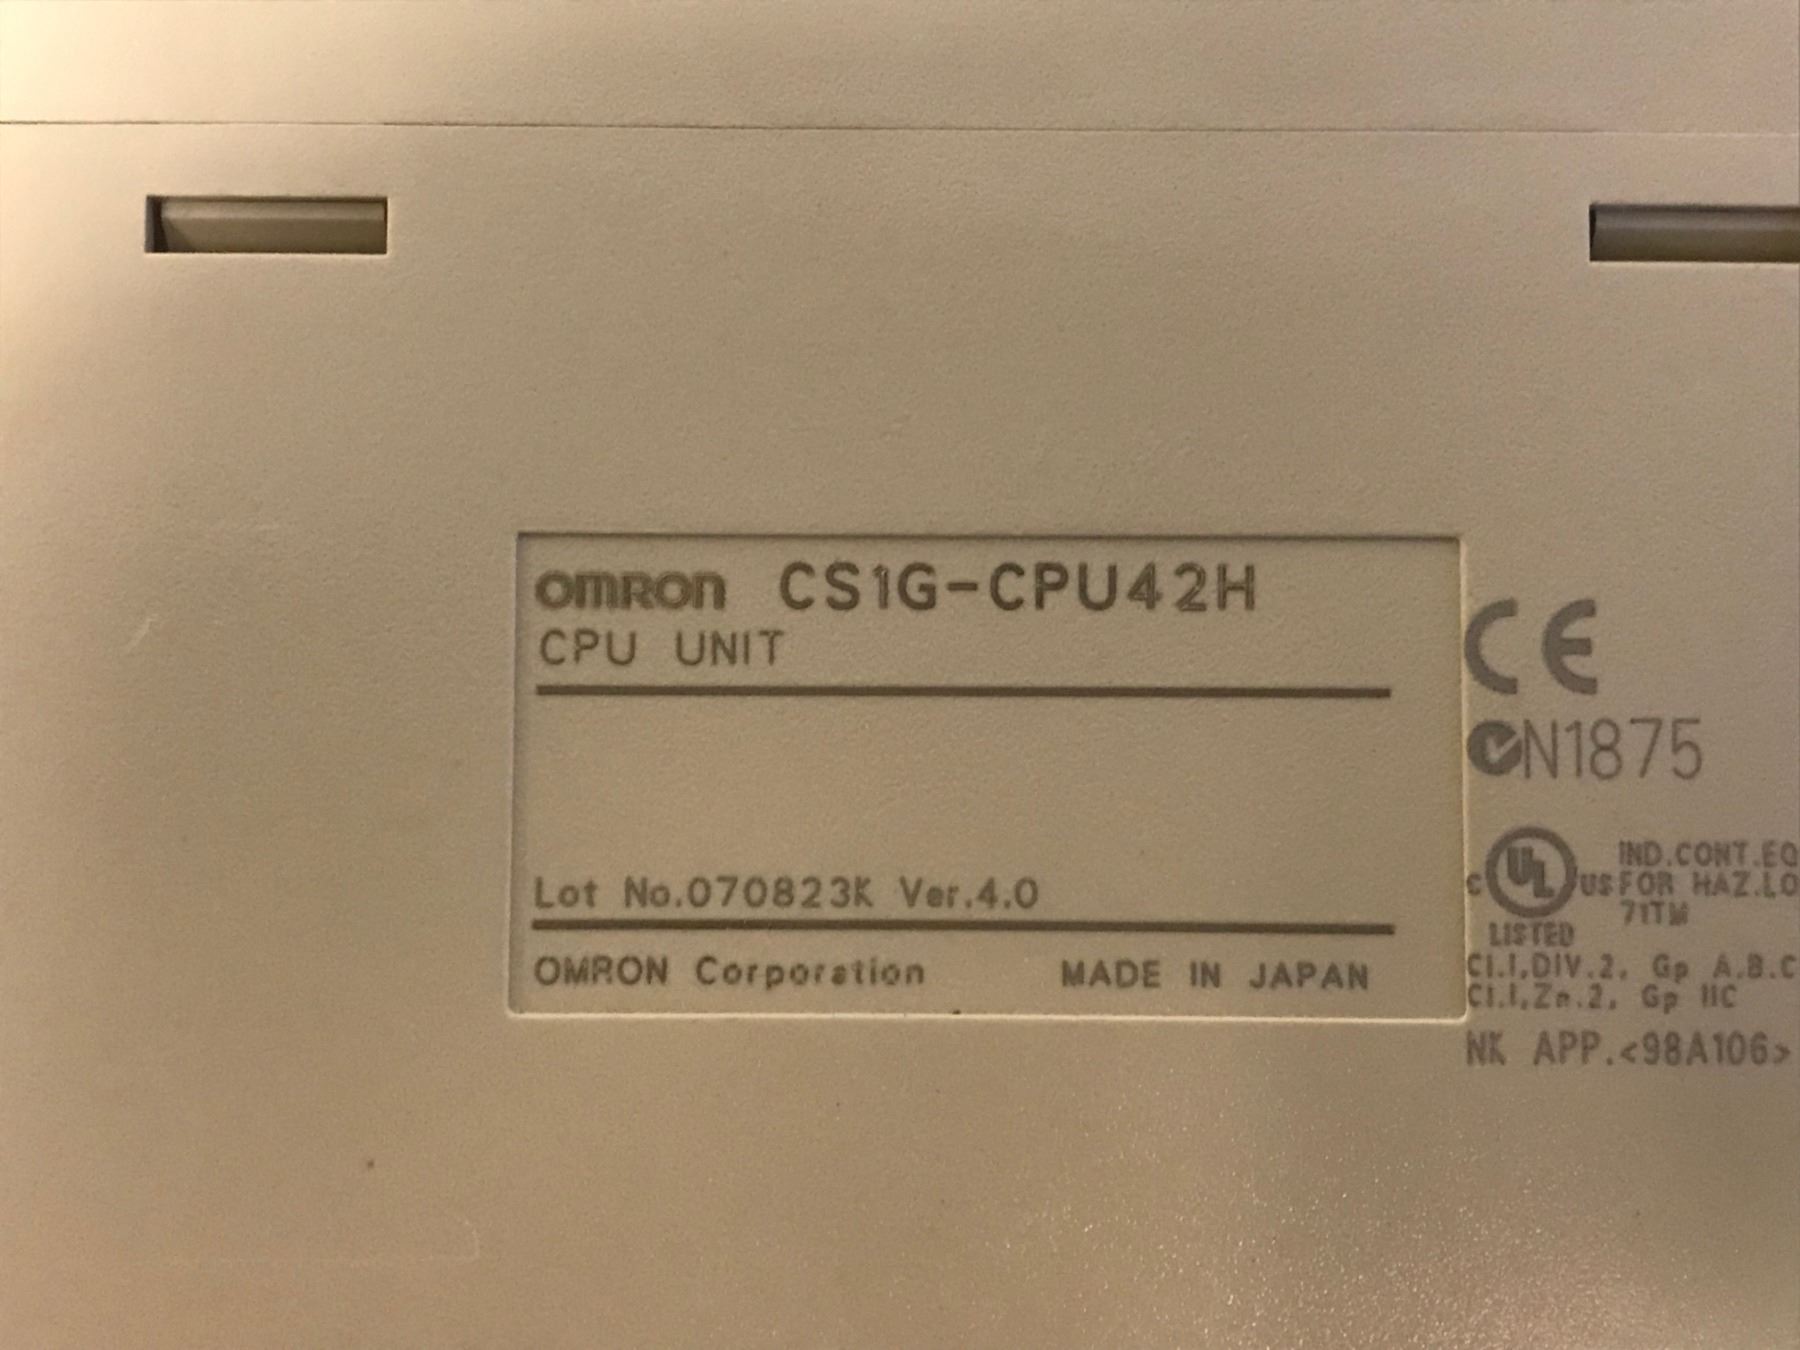 OMRON CS1G-CPU42H
CPU UNIT
Lot No.070823K Ver.4.0
OMRON Corporation MADE IN JAPAN
CE
N1875
C UL US
LISTED
IND.CONT.EQ
FOR HAZ.LO
71TM
Cl.I,DIV.2, Gp A.B.C
Cl.I,Zn.2, Gp IIC
NK APP.<98A106>